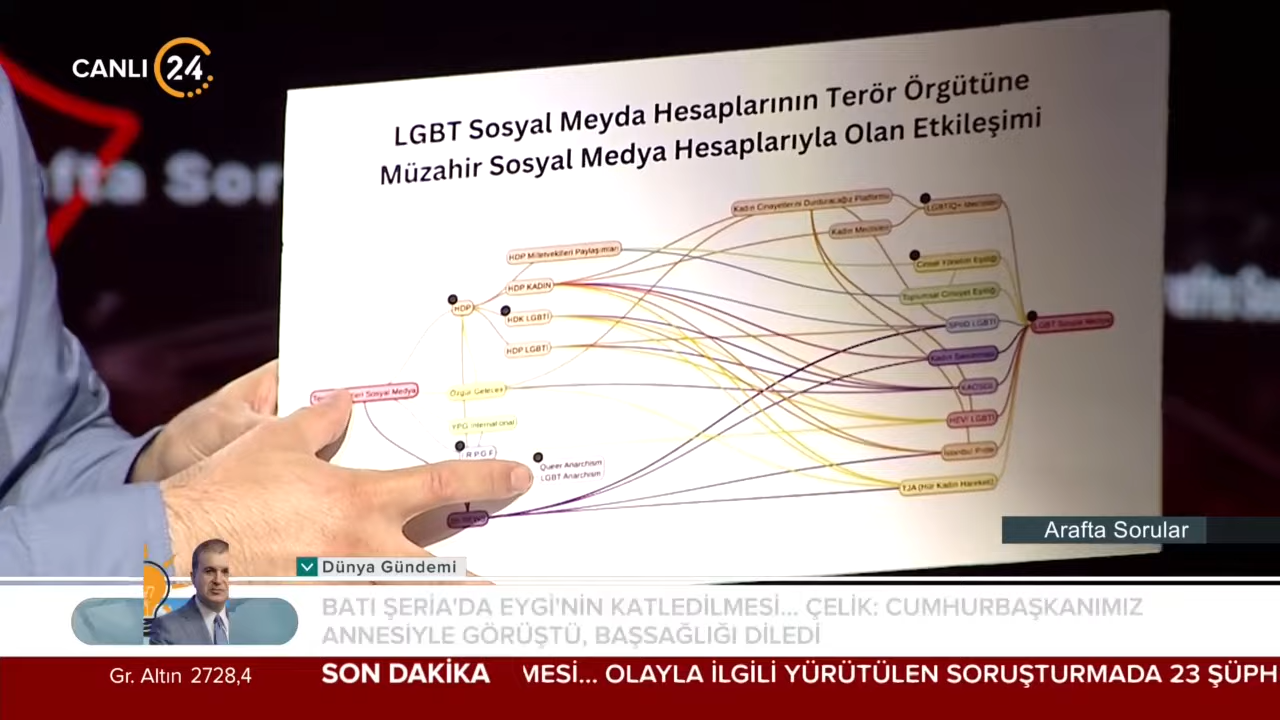 CANLI 24
LGBT Sosyal Meyda Hesaplarının Terör Örgütüne
Müzahir Sosyal Medya Hesaplarıyla Olan Etkileşimi
Kadın Cinayetlerini Durduracağız Platformu
LGBTİQ+ Meclisleri
Kadın Meclisleri
HDP Milletvekilleri Paylaşımları
Cinsel Yönelim Eşitliği
HDP KADIN
Toplumsal Cinsiyet Eşitliği
HDP
HDK LGBTİ
SPoD LGBTİ
LGBT Sosyal Medya
HDP LGBTİ
Kadın Savunması
Özgür Gelecek
KAOSGL
Sosyal Medya
HEVİ LGBTİ
YPG International
I R P G F
İstanbul Pride
Queer Anarchism
LGBT Anarchism
TJA (Hür Kadın Hareketi)
Arafta Sorular
Dünya Gündemi
BATI ŞERİA'DA EYGİ'NİN KATLEDİLMESİ... ÇELİK: CUMHURBAŞKANIMIZ
ANNESİYLE GÖRÜŞTÜ, BAŞSAĞLIĞI DİLEDİ
Gr. Altın 2728,4
SON DAKİKA
MESİ... OLAYLA İLGİLİ YÜRÜTÜLEN SORUŞTURMADA 23 ŞÜPH